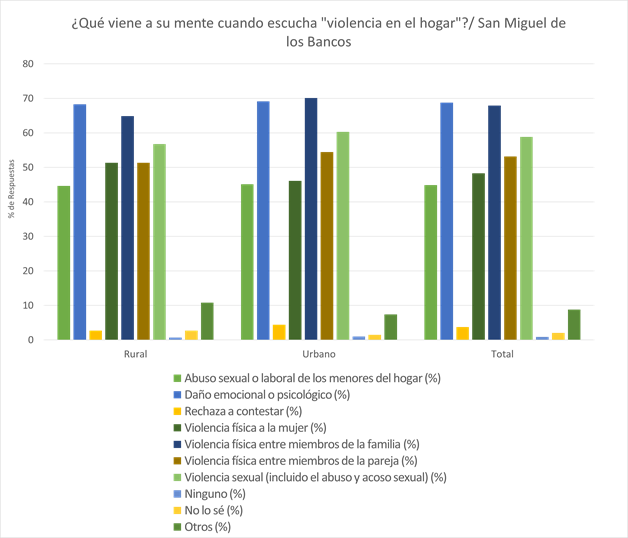 ¿Qué viene a su mente cuando escucha "violencia en el hogar"?/ San Miguel de
los Bancos
80
70
60
50
40
30
20
10
0
% de Respuestas
Rural
Urbano
Total
Abuso sexual o laboral de los menores del hogar (%)
Daño emocional o psicológico (%)
Rechaza a contestar (%)
Violencia física a la mujer (%)
Violencia física entre miembros de la familia (%)
Violencia física entre miembros de la pareja (%)
Violencia sexual (incluido el abuso y acoso sexual) (%)
Ninguno (%)
No lo sé (%)
Otros (%)